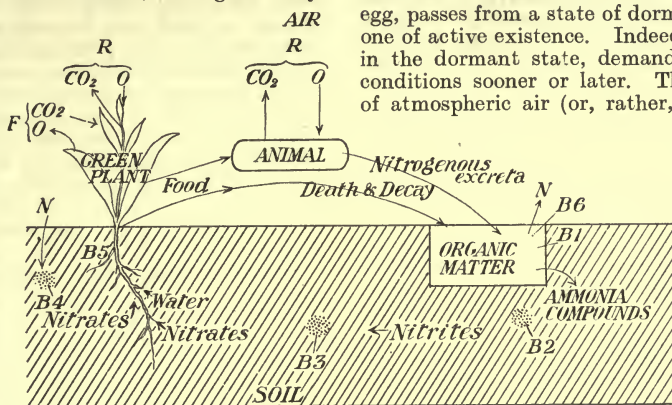 egg, passes from a state of dorm
one of active existence. Indeed
in the dormant state, demand
conditions sooner or later. Th
of atmospheric air (or, rather,
AIR
R
R
CO2 O
CO2 O
F { CO2
O
GREEN
PLANT
ANIMAL
Food
Nitrogenous
excreta
Death & Decay
N
N
B6
B5
B1
ORGANIC
MATTER
B4
Water
AMMONIA
COMPOUNDS
Nitrates
Nitrates
Nitrites
B3
B2
SOIL